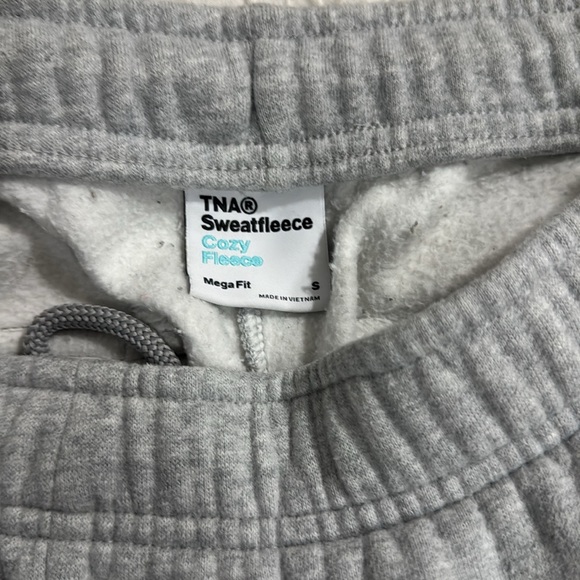 TNA®
Sweatfleece
Cozy
Fleece
Mega Fit S
MADE IN VIETNAM